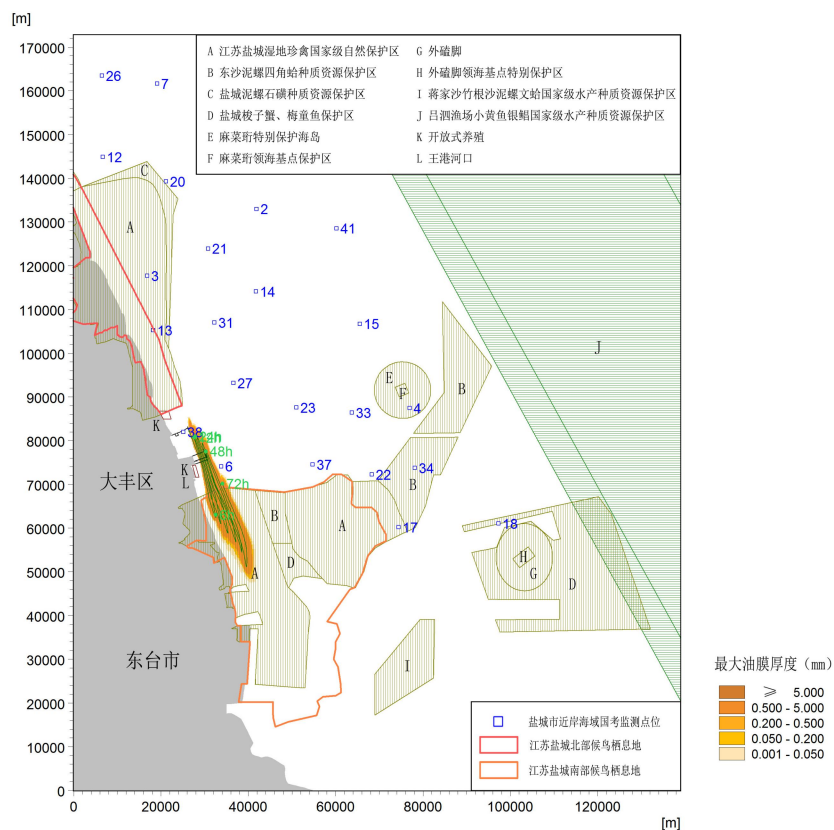 [m]
170000
160000
150000
140000
130000
120000
110000
100000
90000
80000
70000
60000
50000
40000
30000
20000
10000
0
A 江苏盐城湿地珍禽国家级自然保护区
B 东沙泥螺四角蛤种质资源保护区
C 盐城泥螺石磺种质资源保护区
D 盐城梭子蟹、梅童鱼保护区
E 麻菜珩特别保护海岛
F 麻菜珩领海基点保护区
G 外磕脚
H 外磕脚领海基点特别保护区
I 蒋家沙竹根沙泥螺文蛤国家级水产种质资源保护区
J 吕泗渔场小黄鱼银鲳国家级水产种质资源保护区
K 开放式养殖
L 王港河口
26
7
12
C
20
2
A
41
21
3
14
13
31
15
J
E
F
27
B
4
23
33
K
38
48h
K
6
37
34
22
L
大丰区
72h
B
B
A
17
18
H
D
G
A
D
东台市
I
最大油膜厚度 (mm)
≥ 5.000
0.500 - 5.000
0.200 - 0.500
0.050 - 0.200
0.001 - 0.050
盐城市近岸海域国考监测点位
江苏盐城北部候鸟栖息地
江苏盐城南部候鸟栖息地
0 20000 40000 60000 80000 100000 120000
[m]